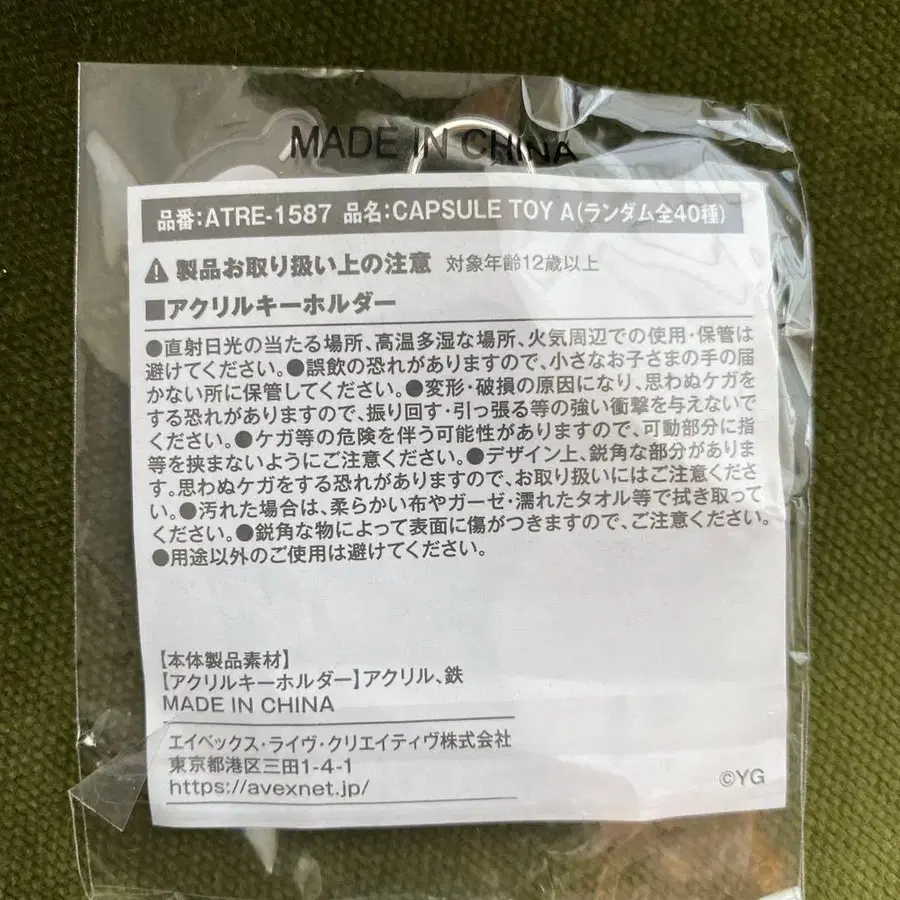 MADE IN CHINA
品番:ATRE-1587 品名:CAPSULE TOY A(ランダム全40種)
製品お取り扱い上の注意 対象年齢12歳以上
■アクリルキーホルダー
●直射日光の当たる場所、高温多湿な場所、火気周辺での使用・保管は
避けてください。●誤飲の恐れがありますので、小さなお子さまの手の届
かない所に保管してください。●変形・破損の原因になり、思わぬケガを
する恐れがありますので、振り回す・引っ張る等の強い衝撃を与えないで
ください。●ケガ等の危険を伴う可能性がありますので、可動部分に指
等を挟まないようにご注意ください。●デザイン上、鋭角な部分がありま
す。思わぬケガをする恐れがありますので、お取り扱いにはご注意くださ
い。●汚れた場合は、柔らかい布やガーゼ・濡れたタオル等で拭き取って
ください。●鋭角な物によって表面に傷がつきますので、ご注意ください。
●用途以外のご使用は避けてください。
【本体製品素材】
【アクリルキーホルダー】アクリル、鉄
MADE IN CHINA
エイベックス・ライヴ・クリエイティヴ株式会社
東京都港区三田1-4-1
https://avexnet.jp/
©YG